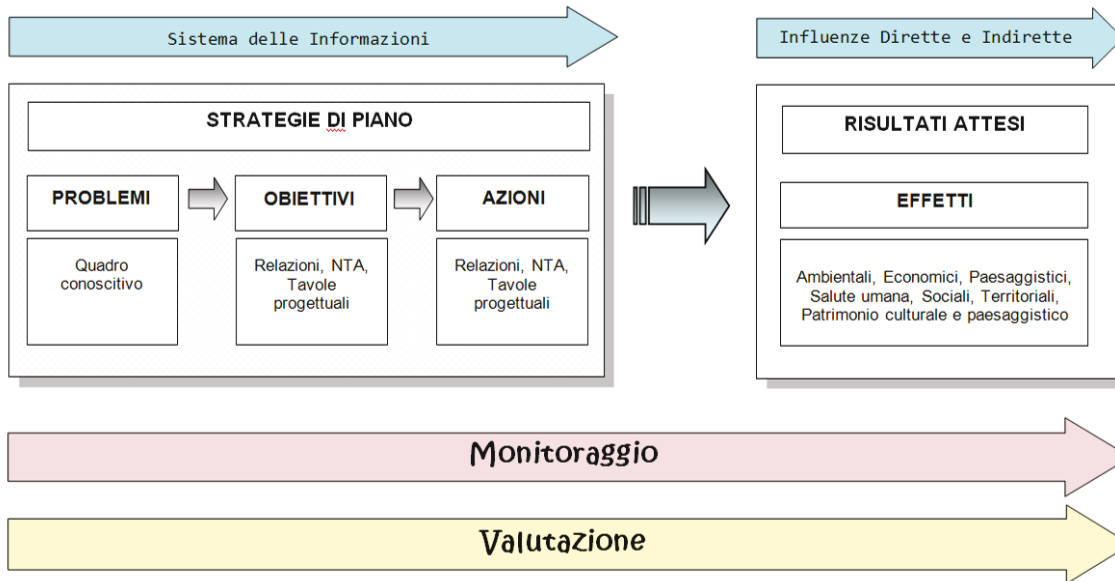 Sistema delle Informazioni
Influenze Dirette e Indirette
STRATEGIE DI PIANO
PROBLEMI
OBIETTIVI
AZIONI
Quadro
conoscitivo
Relazioni, NTA,
Tavole
progettuali
Relazioni, NTA,
Tavole
progettuali
RISULTATI ATTESI
EFFETTI
Ambientali, Economici, Paesaggistici,
Salute umana, Sociali, Territoriali,
Patrimonio culturale e paesaggistico
Monitoraggio
Valutazione